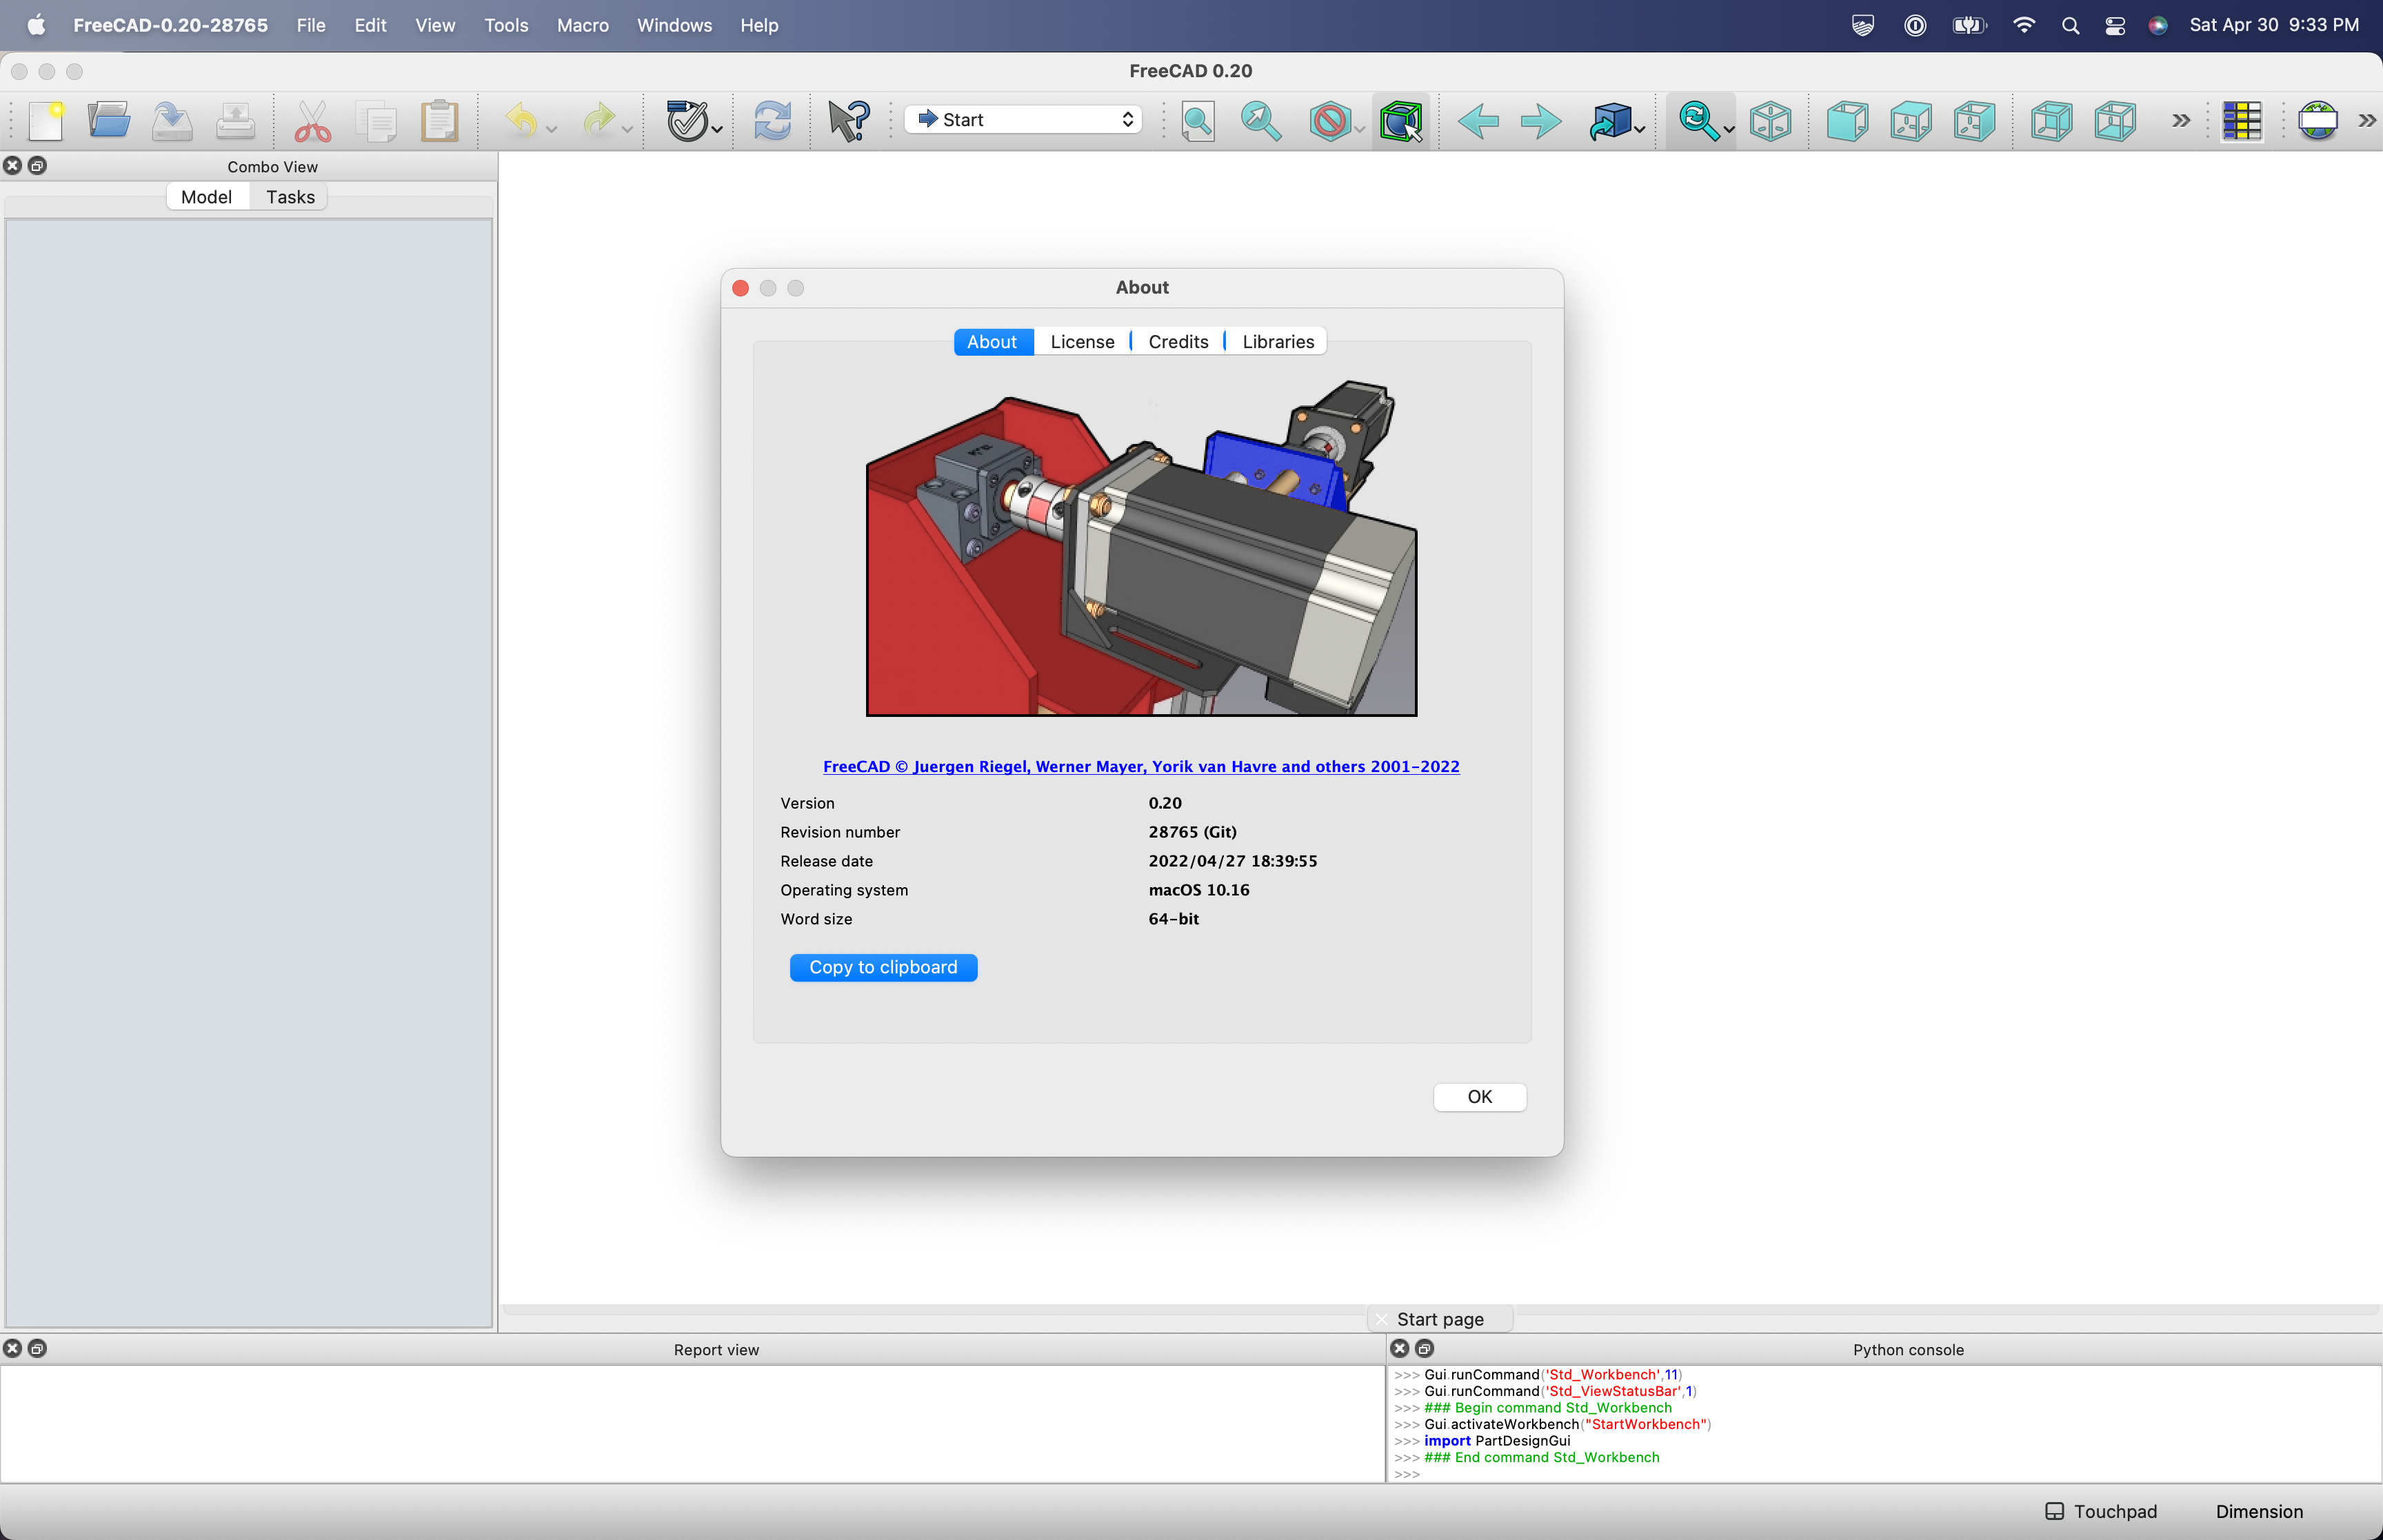 FreeCAD-0.20-28765 File Edit View Tools Macro Windows Help Sat Apr 30 9:33 PM
FreeCAD 0.20
Start
Combo View
Model Tasks
About
About License Credits Libraries
FreeCAD © Juergen Riegel, Werner Mayer, Yorik van Havre and others 2001-2022
Version 0.20
Revision number 28765 (Git)
Release date 2022/04/27 18:39:55
Operating system macOS 10.16
Word size 64-bit
Copy to clipboard
OK
Start page
Report view
Python console
>>> Gui.runCommand('Std_Workbench',11)
>>> Gui.runCommand('Std_ViewStatusBar',1)
>>> ### Begin command Std_Workbench
>>> Gui.activateWorkbench("StartWorkbench")
>>> import PartDesignGui
>>> ### End command Std_Workbench
>>>
Touchpad Dimension